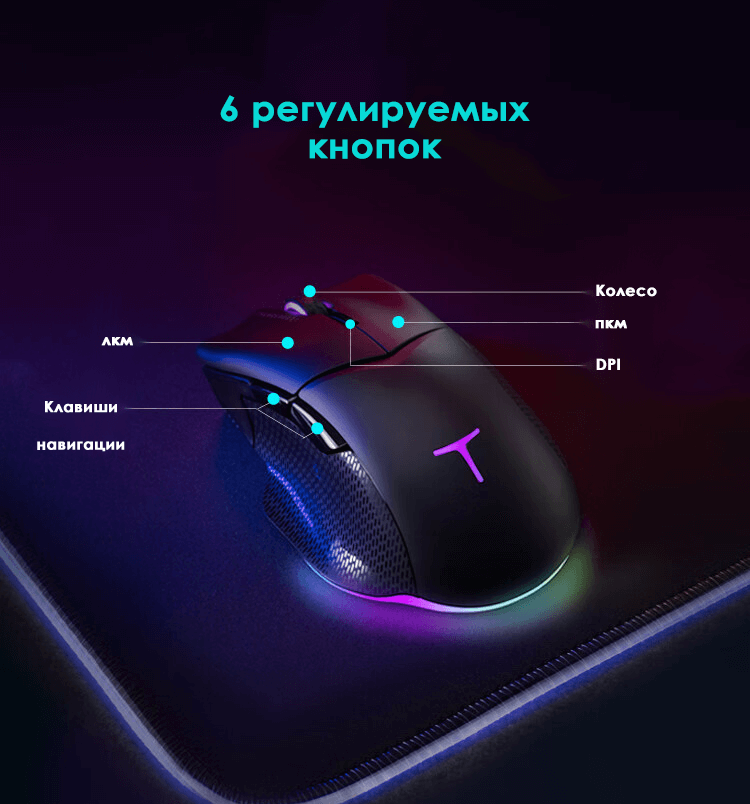 6 регулируемых
кнопок
Колесо
пкм
лкм
DPI
Клавиши
навигации